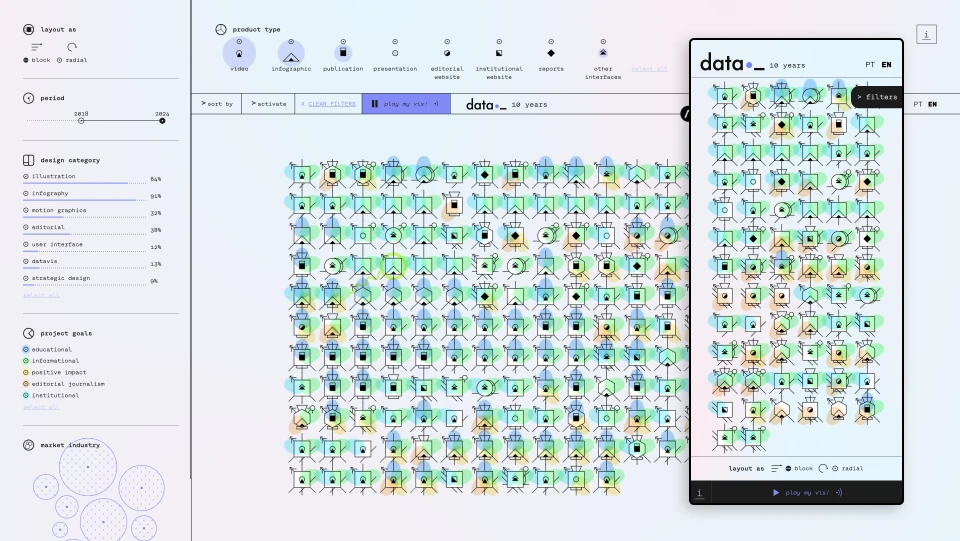 layout as
block
radial
period
2018
2024
design category
illustration
84%
infography
91%
motion graphics
32%
editorial
38%
user interface
12%
datavis
13%
strategic design
9%
select all
project goals
educational
informational
positive impact
editorial journalism
institutional
select all
market industry
product type
video
infographic
publication
presentation
editorial
website
institutional
website
reports
other
interfaces
select all
i
> sort by
> activate
X CLEAR FILTERS
play my vis!
data._ 10 years
PT EN
data._ 10 years
PT EN
> filters
layout as
block
radial
i
play my vis!